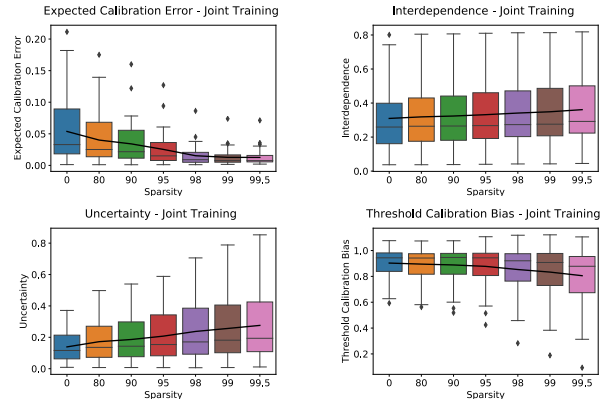 Expected Calibration Error - Joint Training
Expected Calibration Error
0.20
0.15
0.10
0.05
0.00
0 80 90 95 98 99 99,5
Sparsity
Interdependence - Joint Training
Interdependence
0.8
0.6
0.4
0.2
0.0
0 80 90 95 98 99 99,5
Sparsity
Uncertainty - Joint Training
Uncertainty
0.8
0.6
0.4
0.2
0.0
0 80 90 95 98 99 99,5
Sparsity
Threshold Calibration Bias - Joint Training
Threshold Calibration Bias
1.0
0.8
0.6
0.4
0.2
0 80 90 95 98 99 99,5
Sparsity